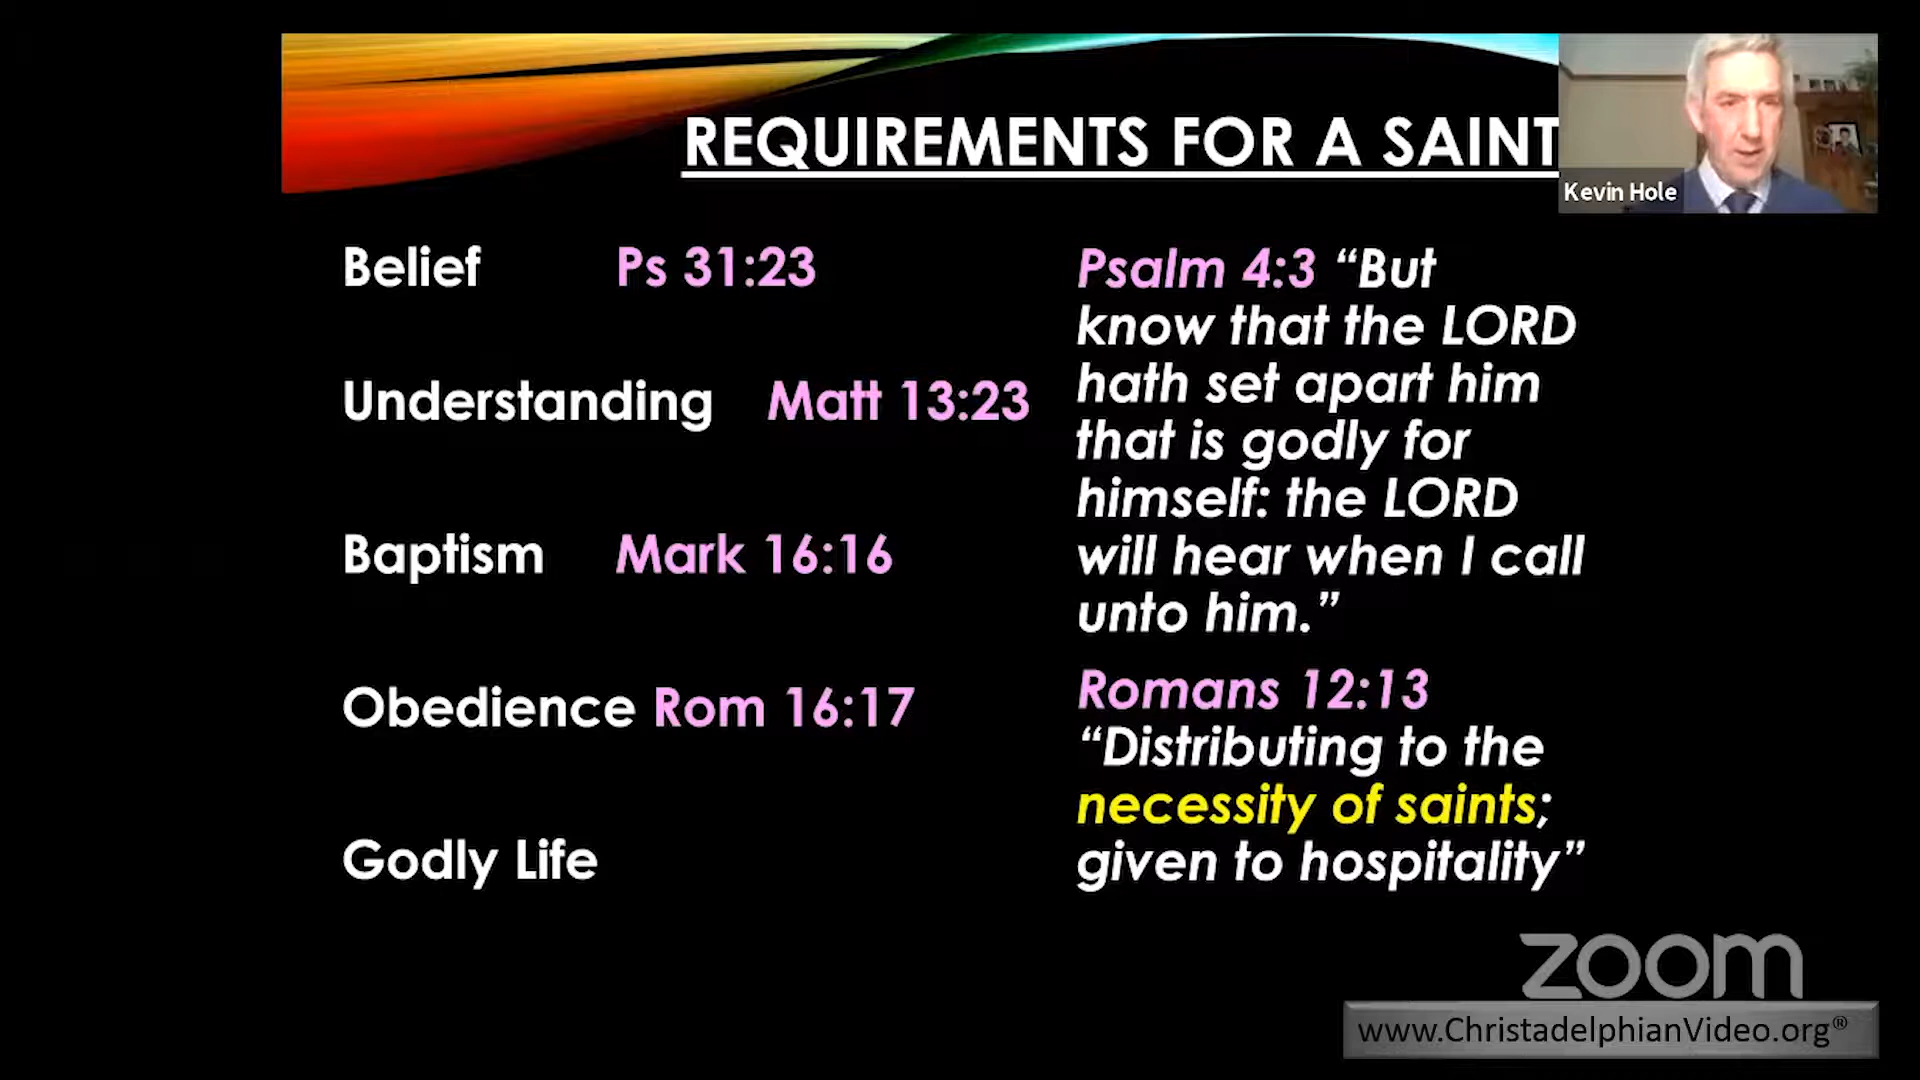 REQUIREMENTS FOR A SAINT
Kevin Hole
Belief Ps 31:23
Understanding Matt 13:23
Baptism Mark 16:16
Obedience Rom 16:17
Godly Life
Psalm 4:3 “But
know that the LORD
hath set apart him
that is godly for
himself: the LORD
will hear when I call
unto him.”
Romans 12:13
“Distributing to the
necessity of saints;
given to hospitality”
zoom
www.ChristadelphianVideo.org®